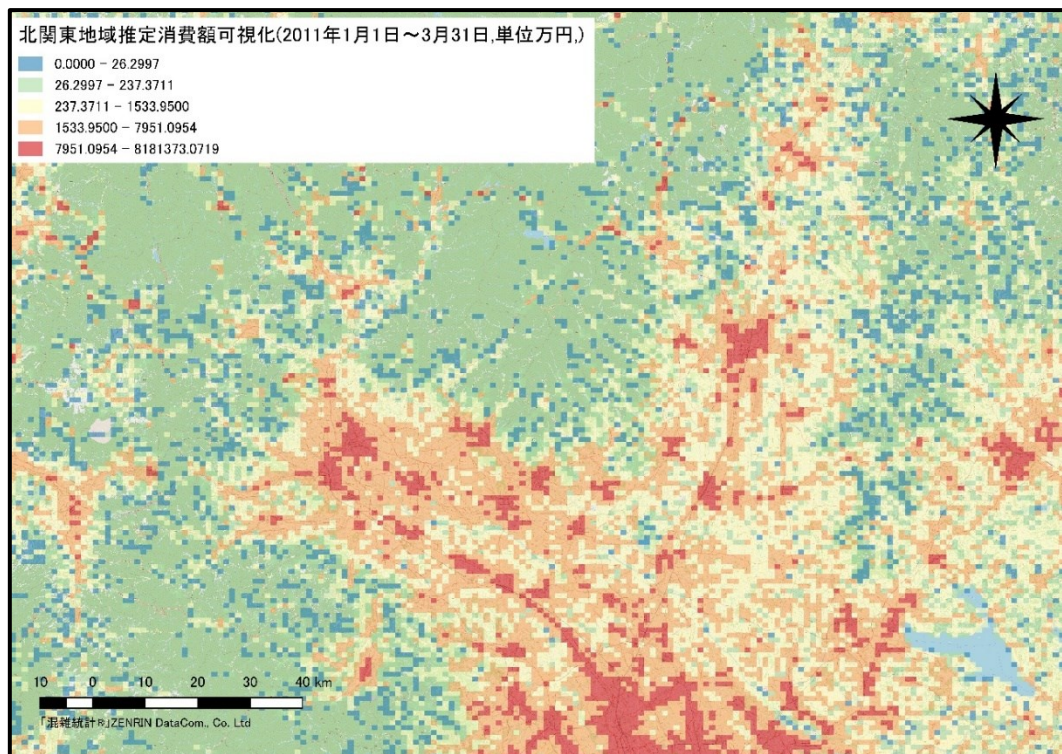 北関東地域推定消費額可視化(2011年1月1日～3月31日,単位万円,)
0.0000 - 26.2997
26.2997 - 237.3711
237.3711 - 1533.9500
1533.9500 - 7951.0954
7951.0954 - 8181373.0719
10 0 10 20 30 40 km
「混雑統計®」ZENRIN DataCom., Co. Ltd